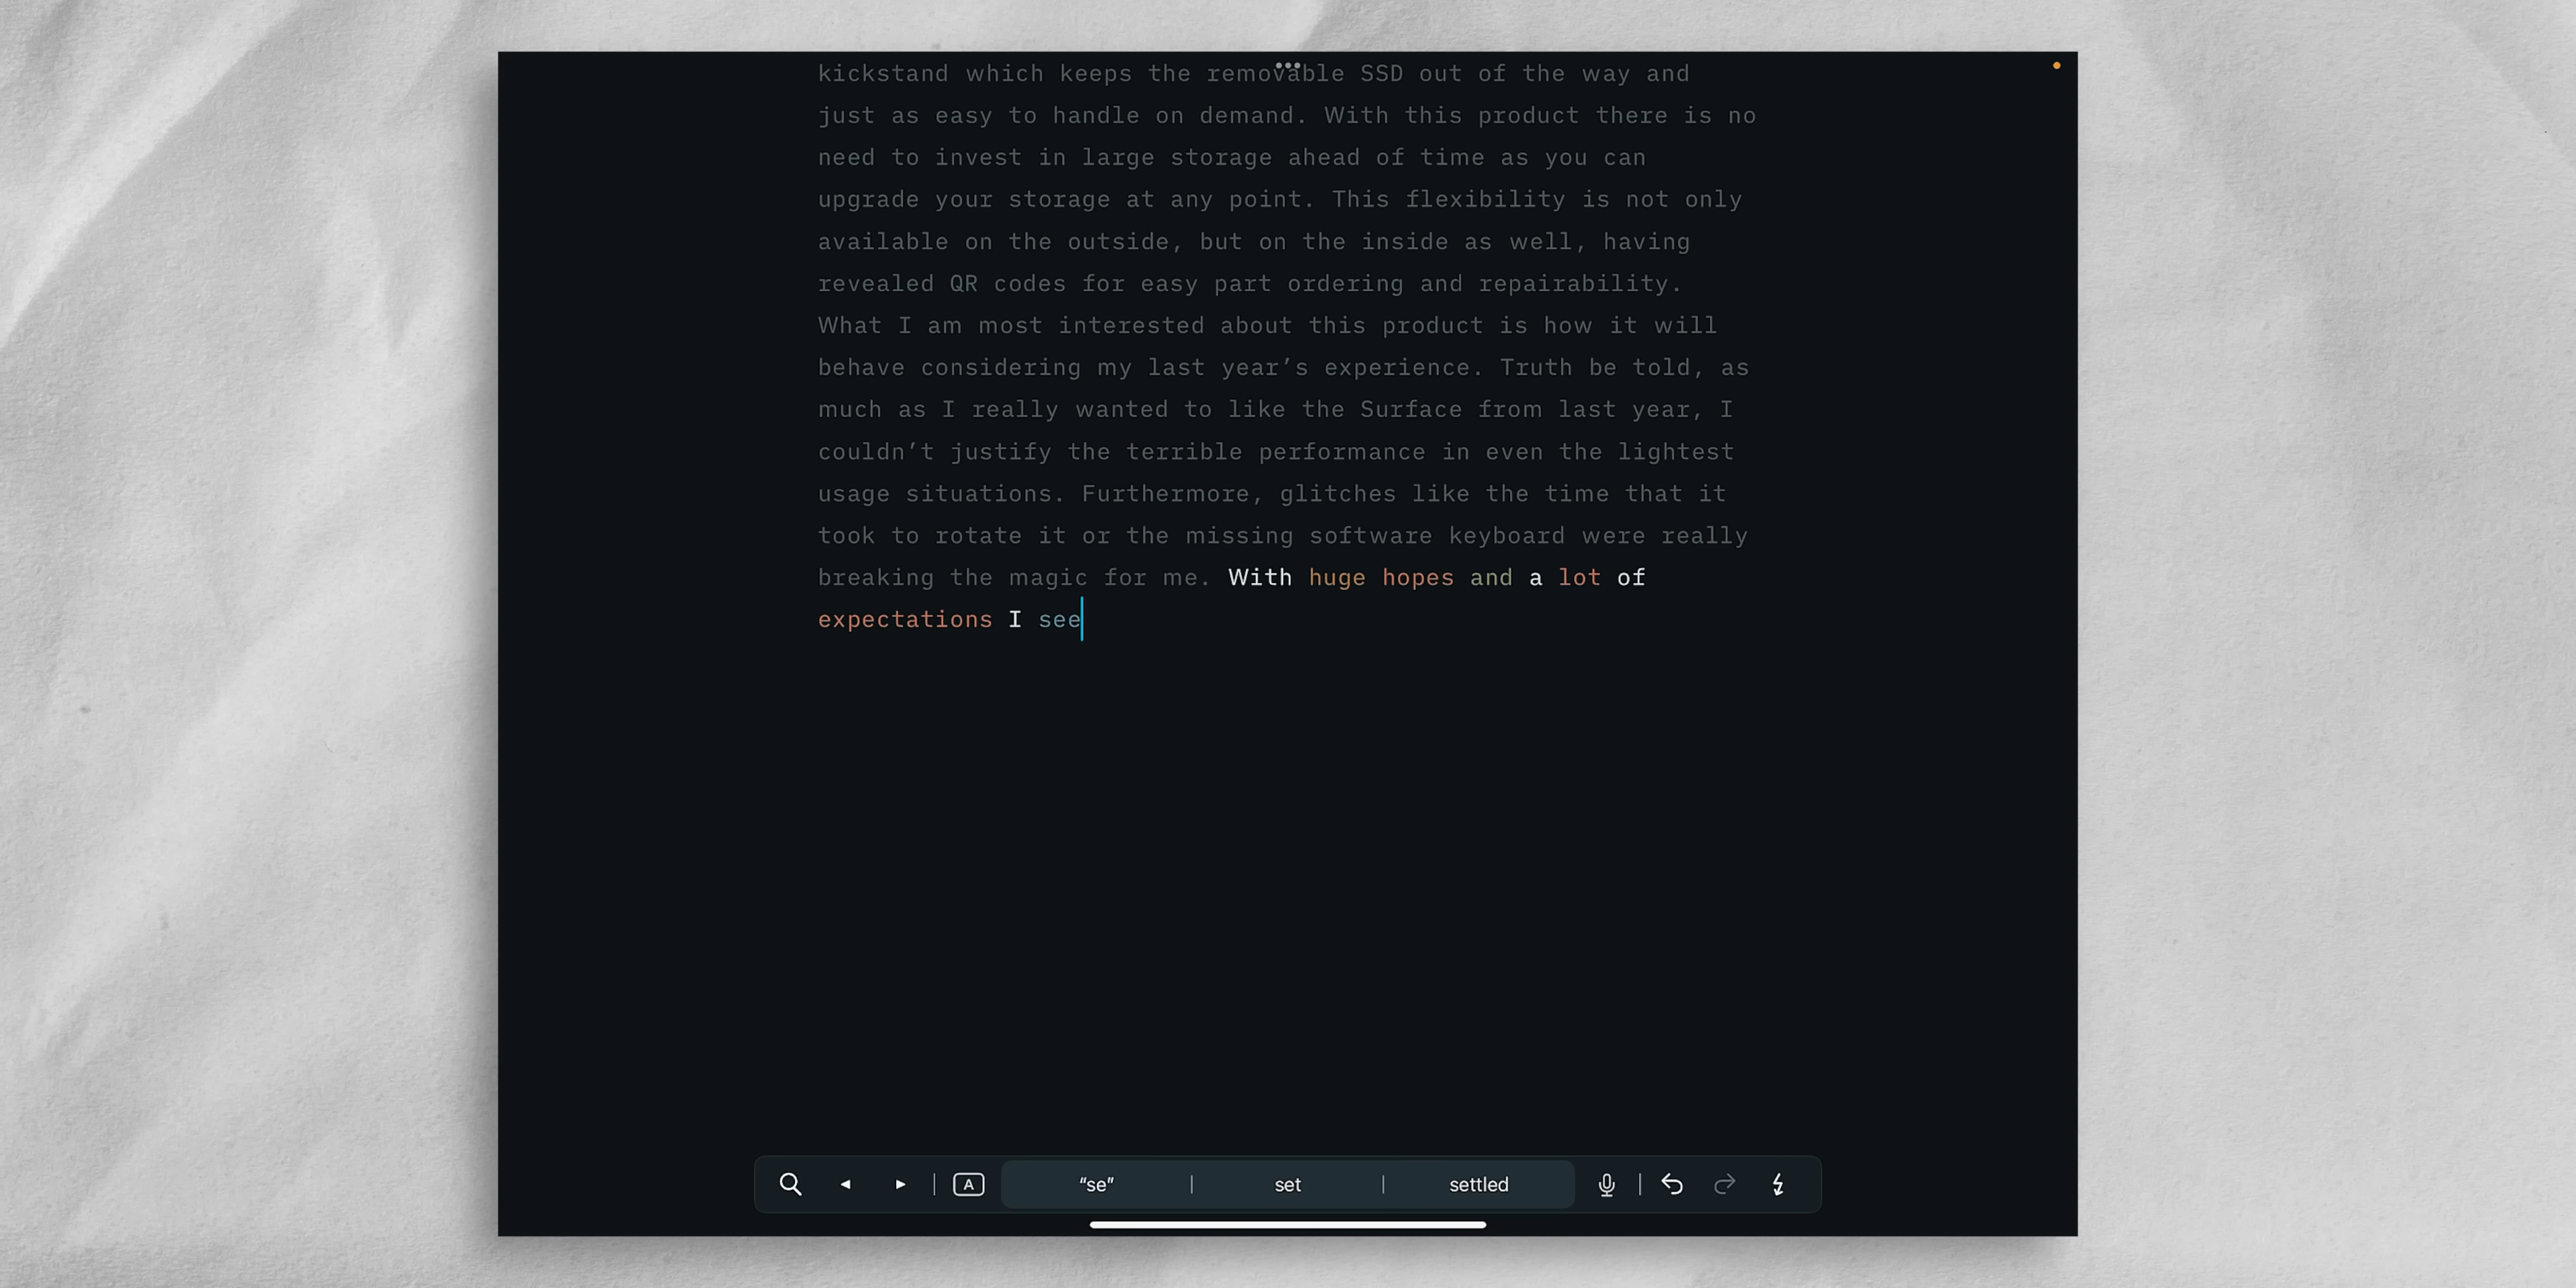 kickstand which keeps the removable SSD out of the way and
just as easy to handle on demand. With this product there is no
need to invest in large storage ahead of time as you can
upgrade your storage at any point. This flexibility is not only
available on the outside, but on the inside as well, having
revealed QR codes for easy part ordering and repairability.
What I am most interested about this product is how it will
behave considering my last year’s experience. Truth be told, as
much as I really wanted to like the Surface from last year, I
couldn’t justify the terrible performance in even the lightest
usage situations. Furthermore, glitches like the time that it
took to rotate it or the missing software keyboard were really
breaking the magic for me. With huge hopes and a lot of
expectations I see
A “se” set settled